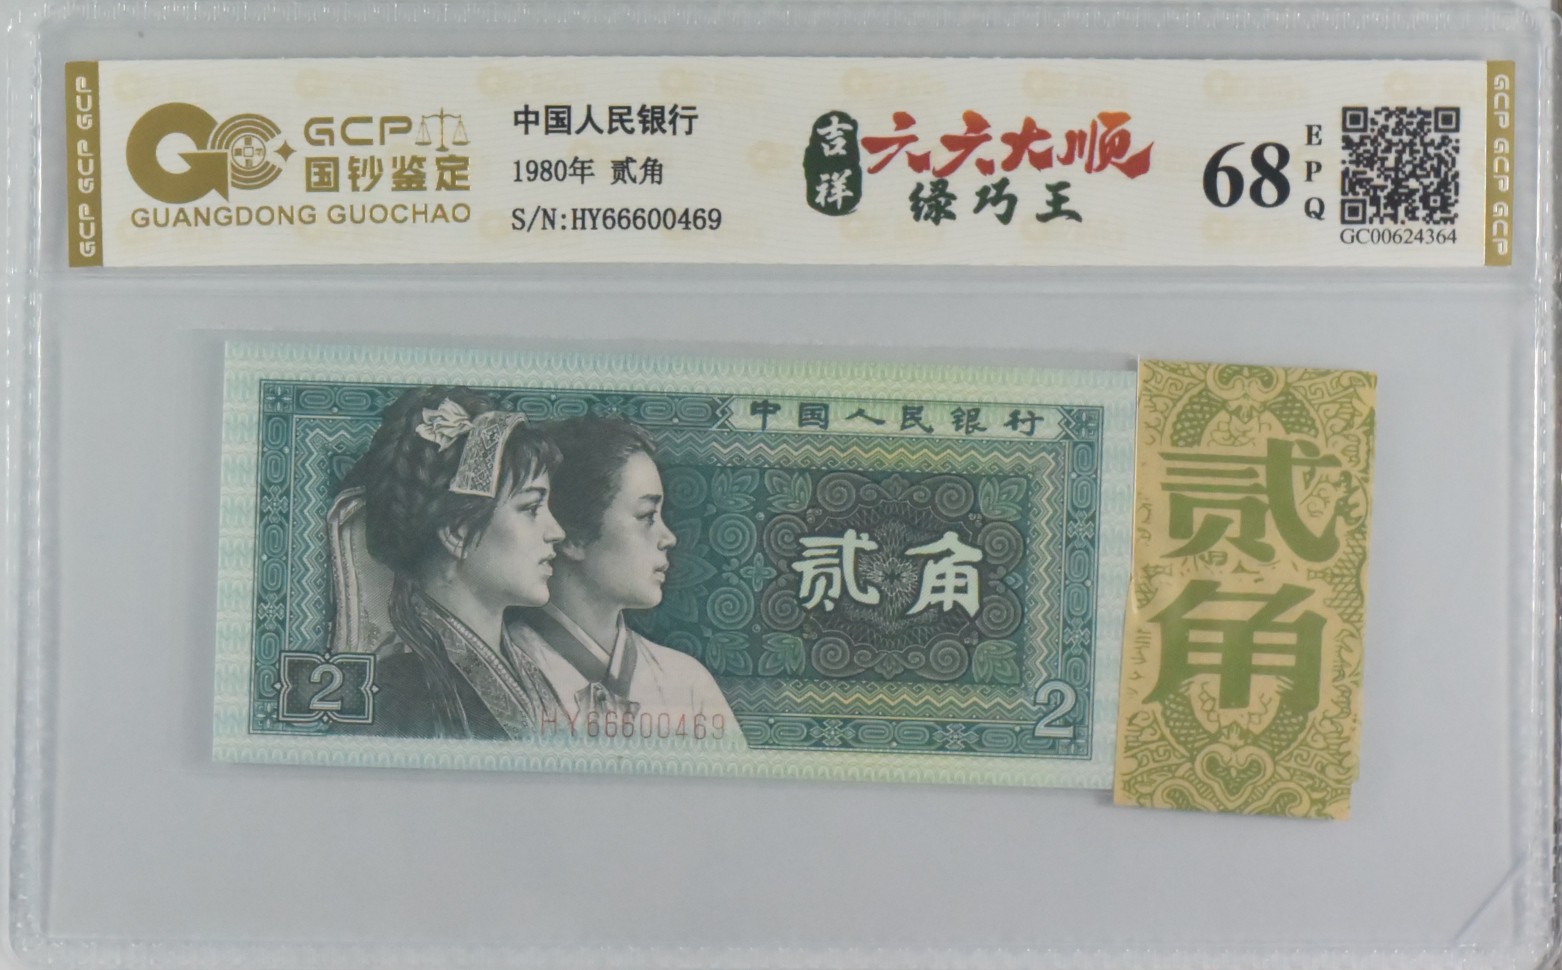 GCP GCP GCP
GCP
国钞鉴定
GUANGDONG GUOCHAO
中国人民银行
1980年 贰角
S/N:HY66600469
吉祥
六六大顺
绿巧王
68
EPQ
GC00624364
GCP GCP GCP
中国人民银行
贰角
2
2
HY66600469
贰角